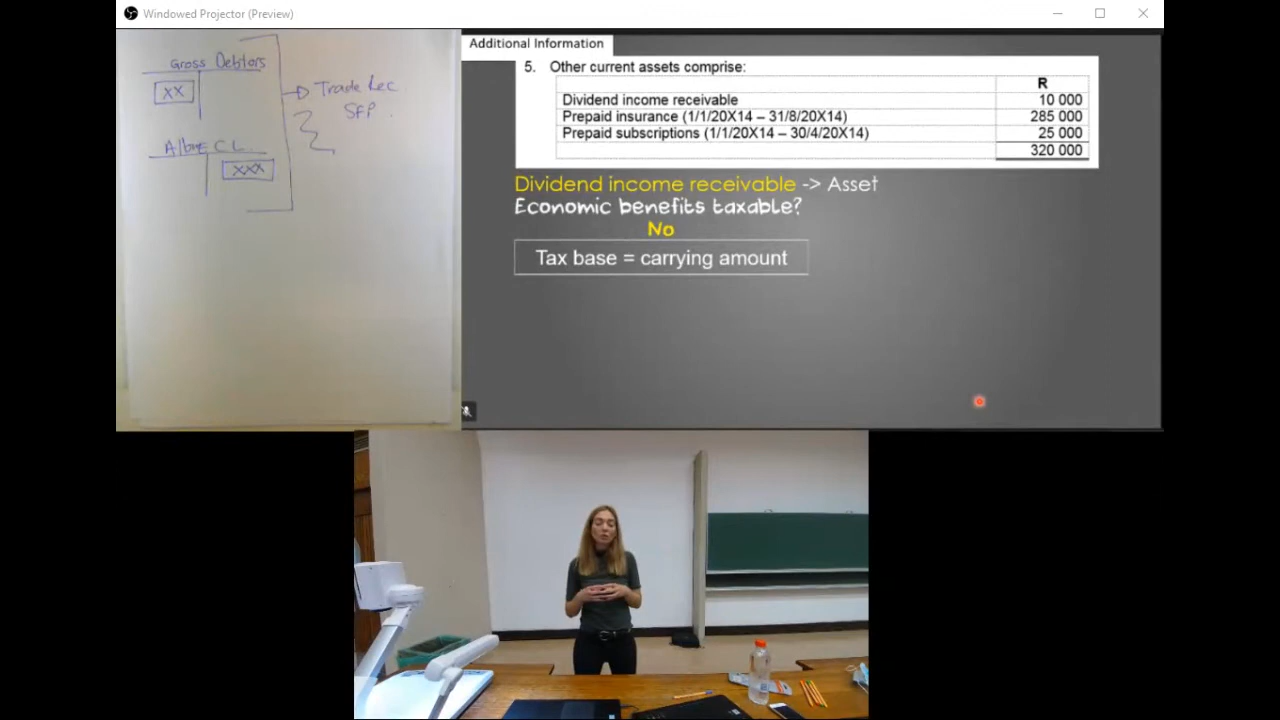 Windowed Projector (Preview)
Gross Debtors
XX
Trade Rec
SFP
C L
XXX
Additional Information
5. Other current assets comprise:
R
Dividend income receivable 10 000
Prepaid insurance (1/1/20X14 – 31/8/20X14) 285 000
Prepaid subscriptions (1/1/20X14 – 30/4/20X14) 25 000
320 000
Dividend income receivable -> Asset
Economic benefits taxable?
No
Tax base = carrying amount